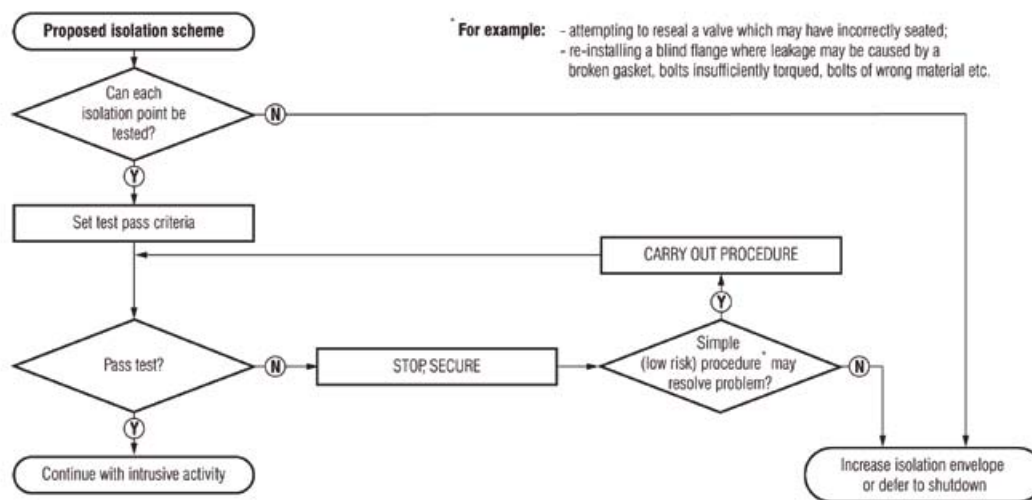 Proposed isolation scheme
* For example: - attempting to reseal a valve which may have incorrectly seated;
- re-installing a blind flange where leakage may be caused by a
broken gasket, bolts insufficiently torqued, bolts of wrong material etc.
Can each
isolation point be
tested?
N
Y
Set test pass criteria
CARRY OUT PROCEDURE
Y
Pass test?
N
STOP, SECURE
Simple
(low risk) procedure* may
resolve problem?
N
Y
Continue with intrusive activity
Increase isolation envelope
or defer to shutdown